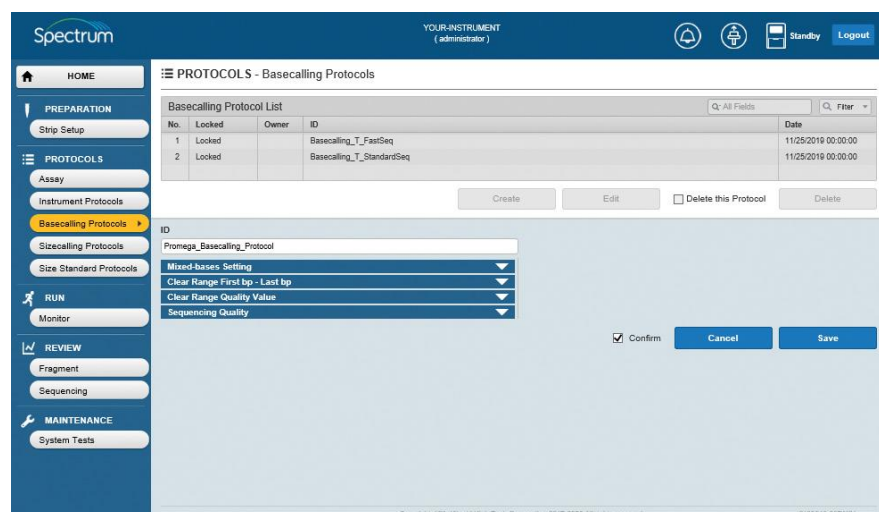 Spectrum
YOUR-INSTRUMENT
( administrator )
Standby
Logout
HOME
PREPARATION
Strip Setup
PROTOCOLS
Assay
Instrument Protocols
Basecalling Protocols
Sizecalling Protocols
Size Standard Protocols
RUN
Monitor
REVIEW
Fragment
Sequencing
MAINTENANCE
System Tests
PROTOCOLS - Basecalling Protocols
Basecalling Protocol List
All Fields
Filter
No. Locked Owner ID Date
1 Locked Basecalling_T_FastSeq 11/25/2019 00:00:00
2 Locked Basecalling_T_StandardSeq 11/25/2019 00:00:00
Create
Edit
Delete this Protocol
Delete
ID
Promega_Basecalling_Protocol
Mixed-bases Setting
Clear Range First bp - Last bp
Clear Range Quality Value
Sequencing Quality
Confirm
Cancel
Save